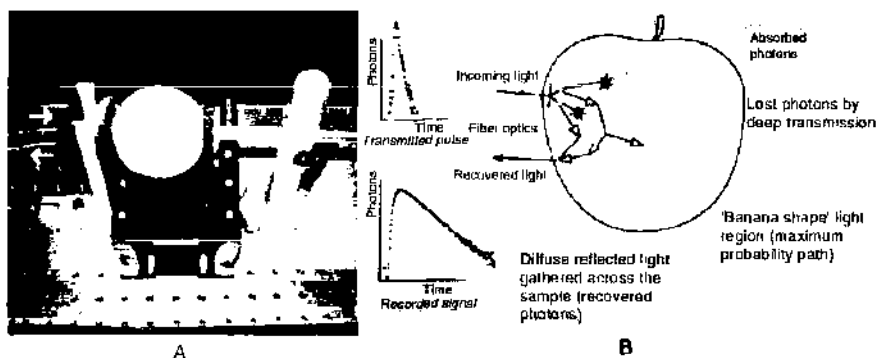 Photons
Time
Transmitted pulse
Photons
Time
Recorded signal
A
Incoming light
Fiber optics
Recovered light
Absorbed
photons
Lost photons by
deep transmission
'Banana shape' light
region (maximum
probability path)
Diffuse reflected light
gathered across the
sample (recovered
photons)
B